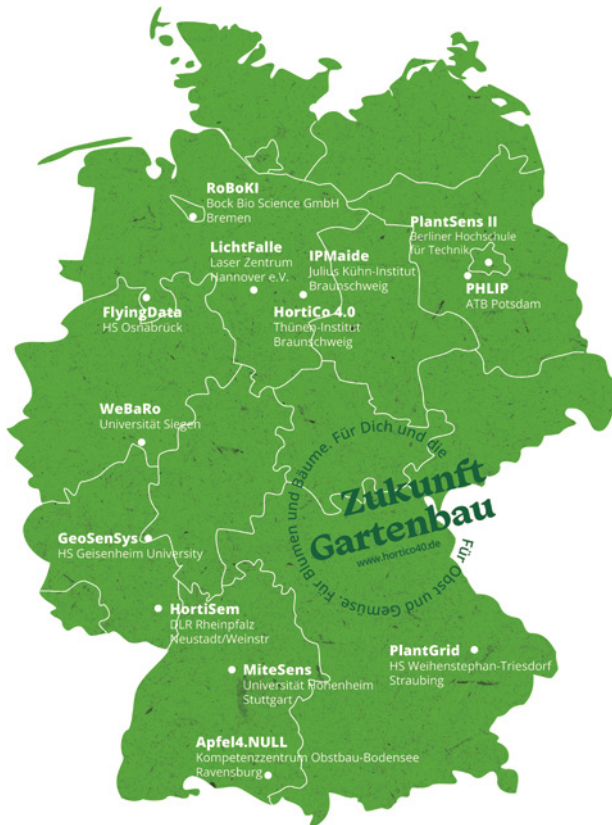 RoBoKI
Bock Bio Science GmbH
Bremen
PlantSens II
Berliner Hochschule
für Technik
LichtFalle
Laser Zentrum
Hannover e.V.
IPMaide
Julius Kühn-Institut
Braunschweig
PHLIP
ATB Potsdam
FlyingData
HS Osnabrück
HortiCo 4.0
Thünen-Institut
Braunschweig
WeBaRo
Universität Siegen
Für Blumen und Bäume. Für Dich und die
Zukunft
Gartenbau
www.hortico40.de
Für Obst und Gemüse.
GeoSenSys
HS Geisenheim University
HortiSem
DLR Rheinpfalz
Neustadt/Weinstr
PlantGrid
HS Weihenstephan-Triesdorf
Straubing
MiteSens
Universität Hohenheim
Stuttgart
Apfel4.NULL
Kompetenzzentrum Obstbau-Bodensee
Ravensburg